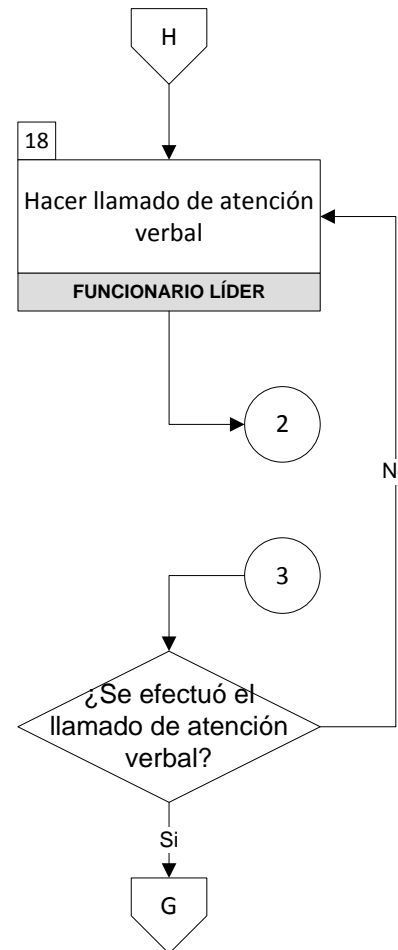 H
18
Hacer llamado de atención
verbal
FUNCIONARIO LÍDER
2
N
3
¿Se efectuó el
llamado de atención
verbal?
Si
G